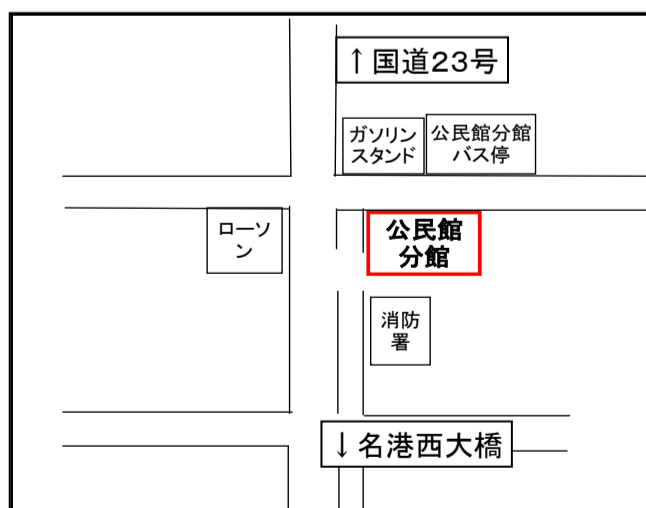 ↑国道23号
ガソリン
スタンド
公民館分館
バス停
ローソ
ン
公民館
分館
消防
署
↓名港西大橋